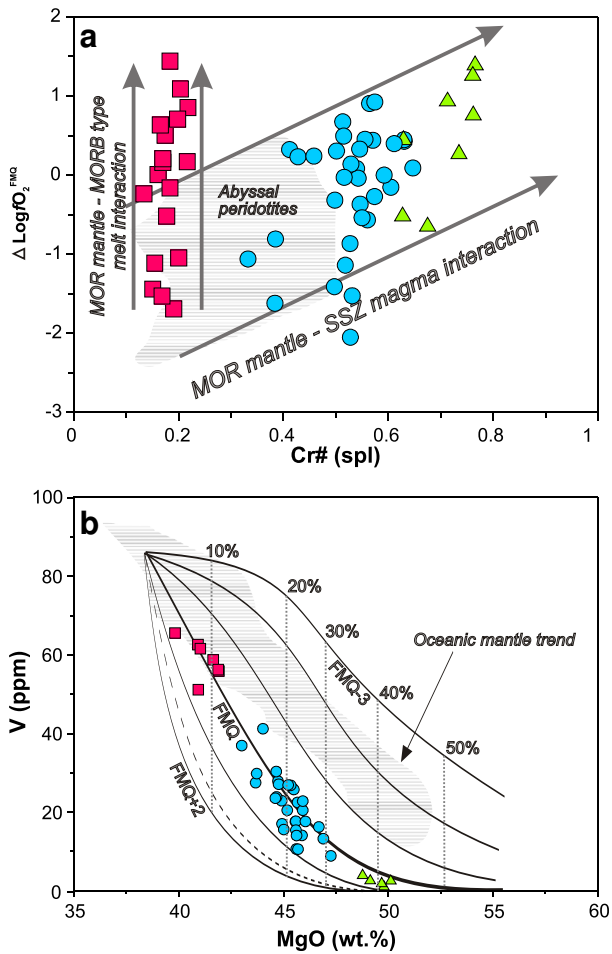 a
2
1
0
-1
-2
-3
Δ LogfO₂ᶠᴹQ
MOR mantle - MORB type
melt interaction
Abyssal
peridotites
MOR mantle - SSZ magma interaction
0
0.2
0.4
0.6
0.8
1
Cr# (spl)
b
100
80
60
40
20
0
V (ppm)
10%
20%
30%
40%
50%
Oceanic mantle trend
FMQ-3
FMQ
FMQ+2
35
40
45
50
55
60
MgO (wt.%)